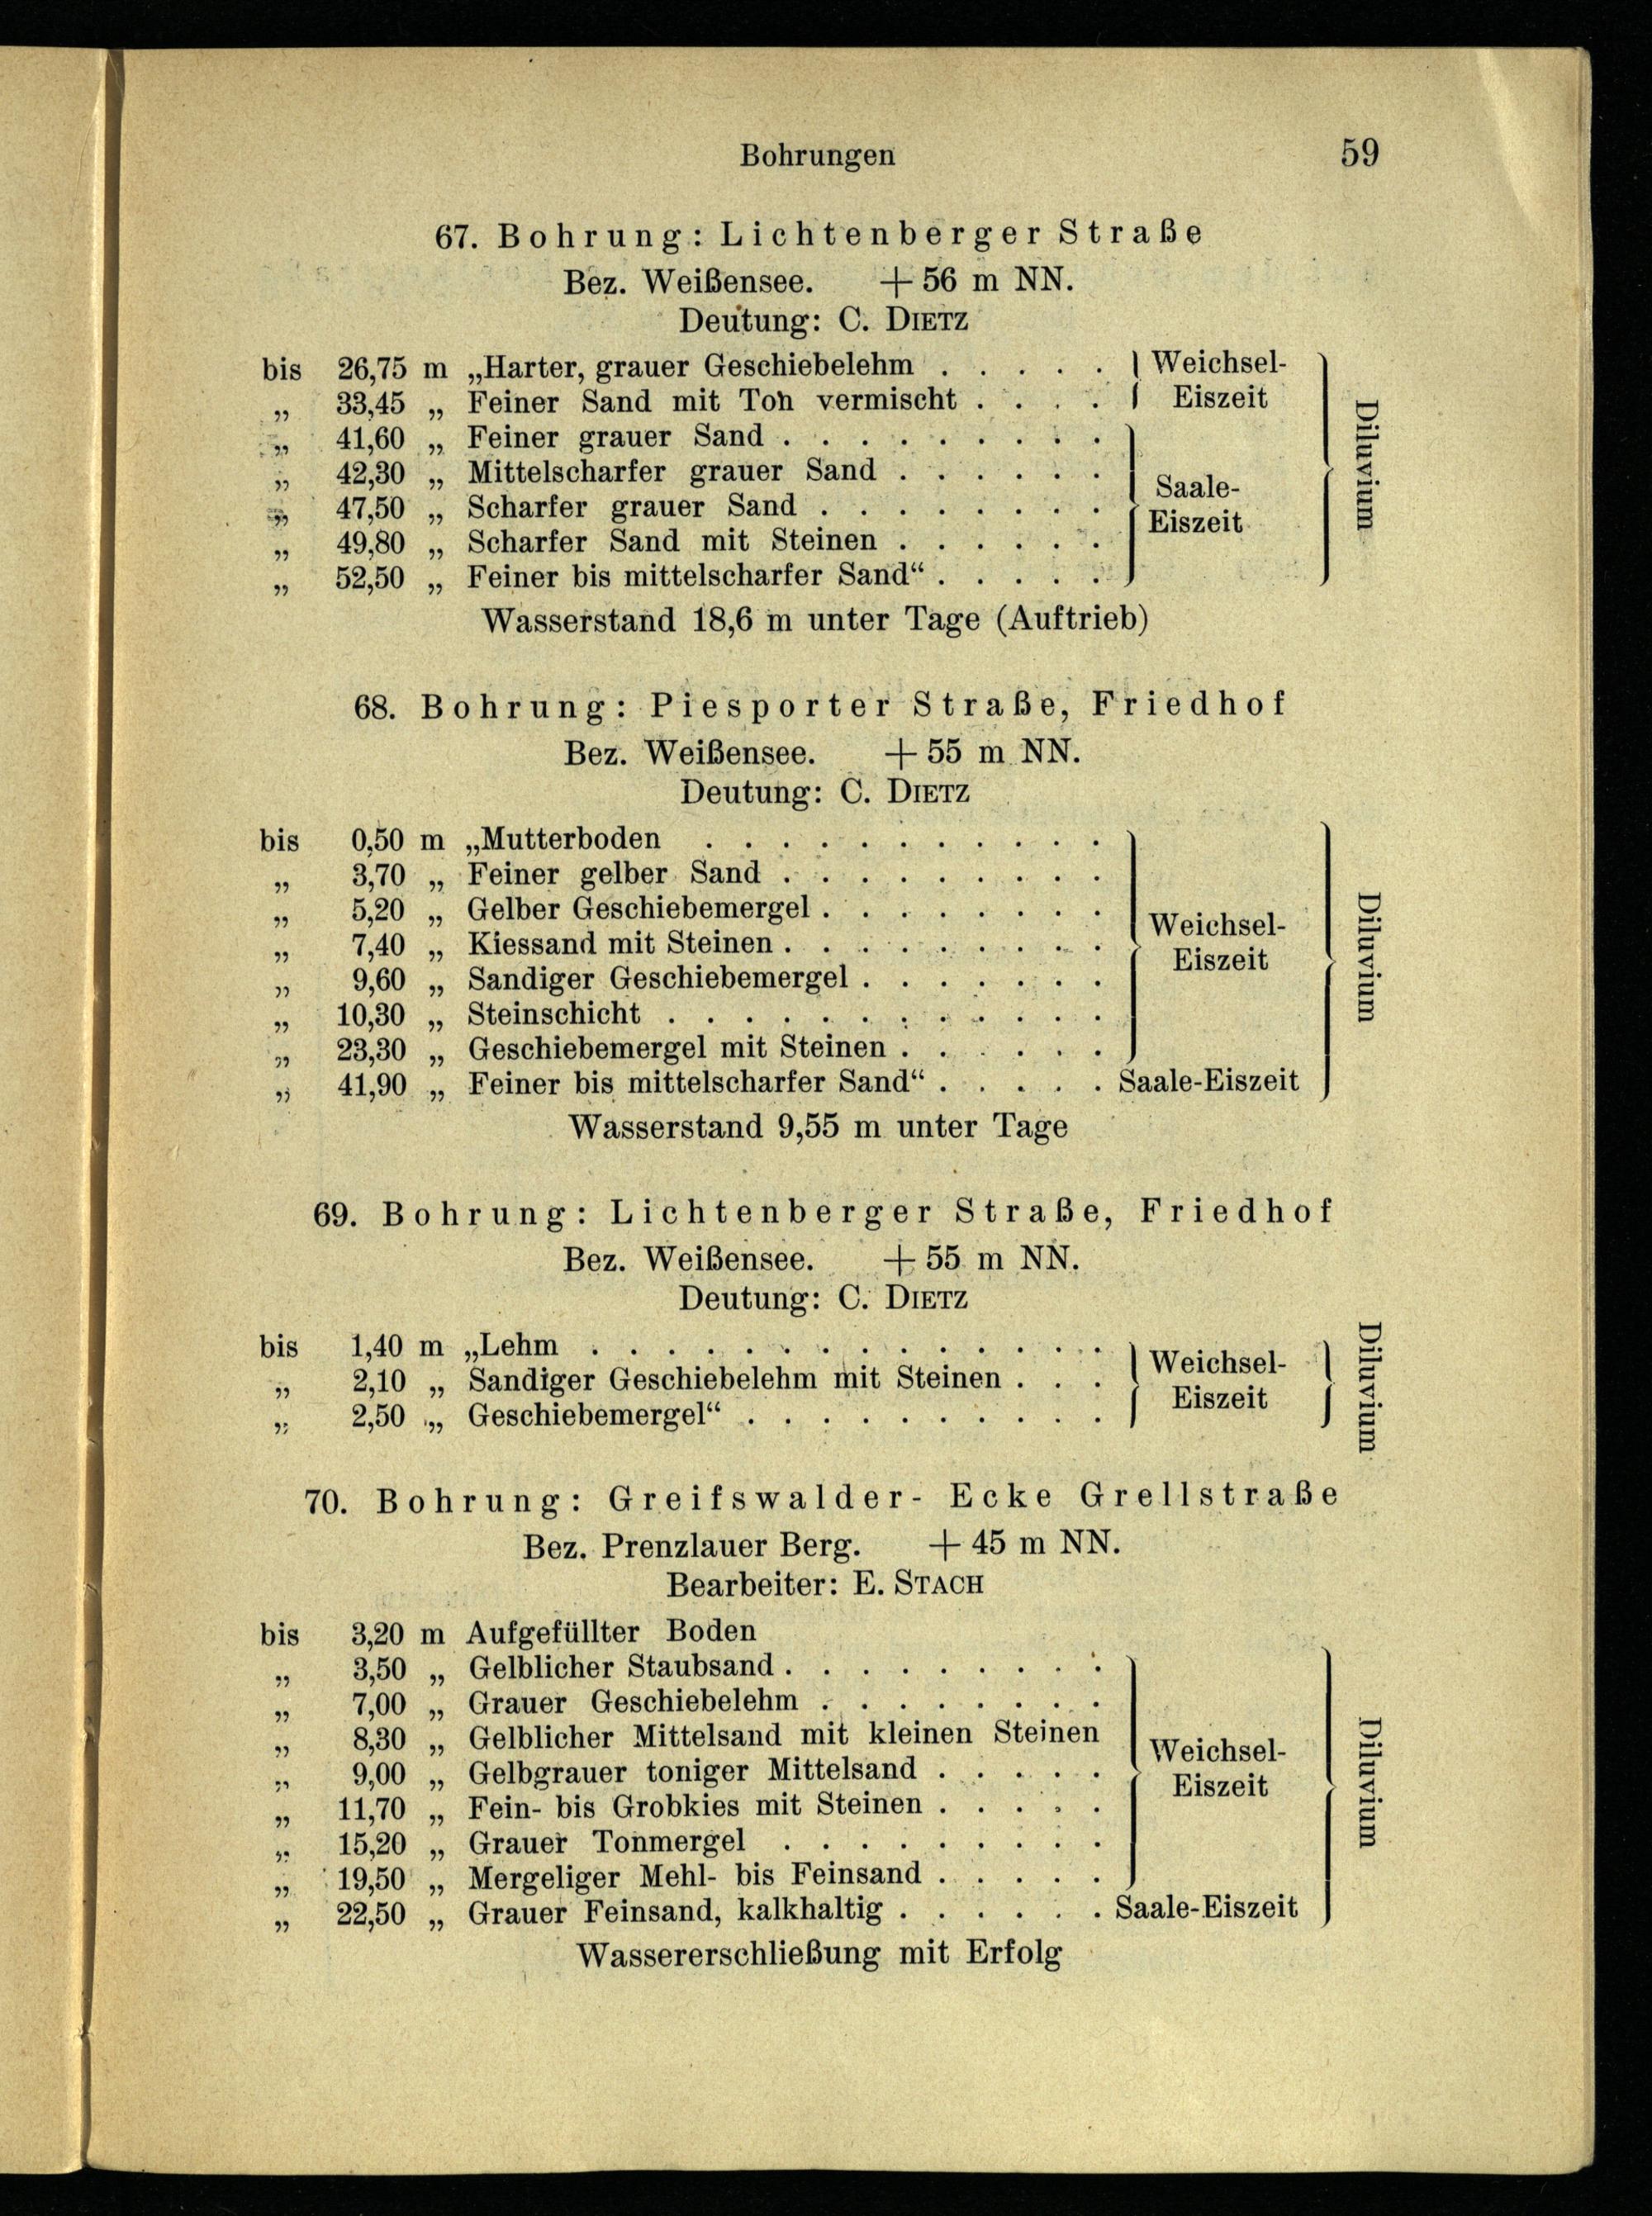 Bohrungen 59
67. Bohrung: Lichtenberger Straße
Bez. Weißensee. + 56 m NN.
Deutung: C. DIETZ
bis 26,75 m „Harter, grauer Geschiebelehm . . . . . Weichsel-
„ 33,45 „ Feiner Sand mit Ton vermischt . . . . Eiszeit
„ 41,60 „ Feiner grauer Sand . . . . . . . . .
„ 42,30 „ Mittelscharfer grauer Sand . . . . . .
Saale-
„ 47,50 „ Scharfer grauer Sand . . . . . . . .
Eiszeit
„ 49,80 „ Scharfer Sand mit Steinen . . . . . .
„ 52,50 „ Feiner bis mittelscharfer Sand“ . . . . .
Diluvium
Wasserstand 18,6 m unter Tage (Auftrieb)
68. Bohrung: Piesporter Straße, Friedhof
Bez. Weißensee. + 55 m NN.
Deutung: C. DIETZ
bis 0,50 m „Mutterboden . . . . . . . . . . .
„ 3,70 „ Feiner gelber Sand . . . . . . . . .
„ 5,20 „ Gelber Geschiebemergel . . . . . . . .
Weichsel-
„ 7,40 „ Kiessand mit Steinen . . . . . . . . .
Eiszeit
„ 9,60 „ Sandiger Geschiebemergel . . . . . . .
„ 10,30 „ Steinschicht . . . . . . . . . . . .
„ 23,30 „ Geschiebemergel mit Steinen . . . . . .
„ 41,90 „ Feiner bis mittelscharfer Sand“ . . . . . Saale-Eiszeit
Diluvium
Wasserstand 9,55 m unter Tage
69. Bohrung: Lichtenberger Straße, Friedhof
Bez. Weißensee. + 55 m NN.
Deutung: C. DIETZ
bis 1,40 m „Lehm . . . . . . . . . . . . . .
Weichsel-
„ 2,10 „ Sandiger Geschiebelehm mit Steinen . . .
Eiszeit
„ 2,50 „ Geschiebemergel“ . . . . . . . . . .
Diluvium
70. Bohrung: Greifswalder- Ecke Grellstraße
Bez. Prenzlauer Berg. + 45 m NN.
Bearbeiter: E. STACH
bis 3,20 m Aufgefüllter Boden
„ 3,50 „ Gelblicher Staubsand . . . . . . . . .
„ 7,00 „ Grauer Geschiebelehm . . . . . . . .
„ 8,30 „ Gelblicher Mittelsand mit kleinen Steinen
Weichsel-
„ 9,00 „ Gelbgrauer toniger Mittelsand . . . . .
Eiszeit
„ 11,70 „ Fein- bis Grobkies mit Steinen . . . . .
„ 15,20 „ Grauer Tonmergel . . . . . . . . .
„ 19,50 „ Mergeliger Mehl- bis Feinsand . . . . .
„ 22,50 „ Grauer Feinsand, kalkhaltig . . . . . . Saale-Eiszeit
Diluvium
Wassererschließung mit Erfolg